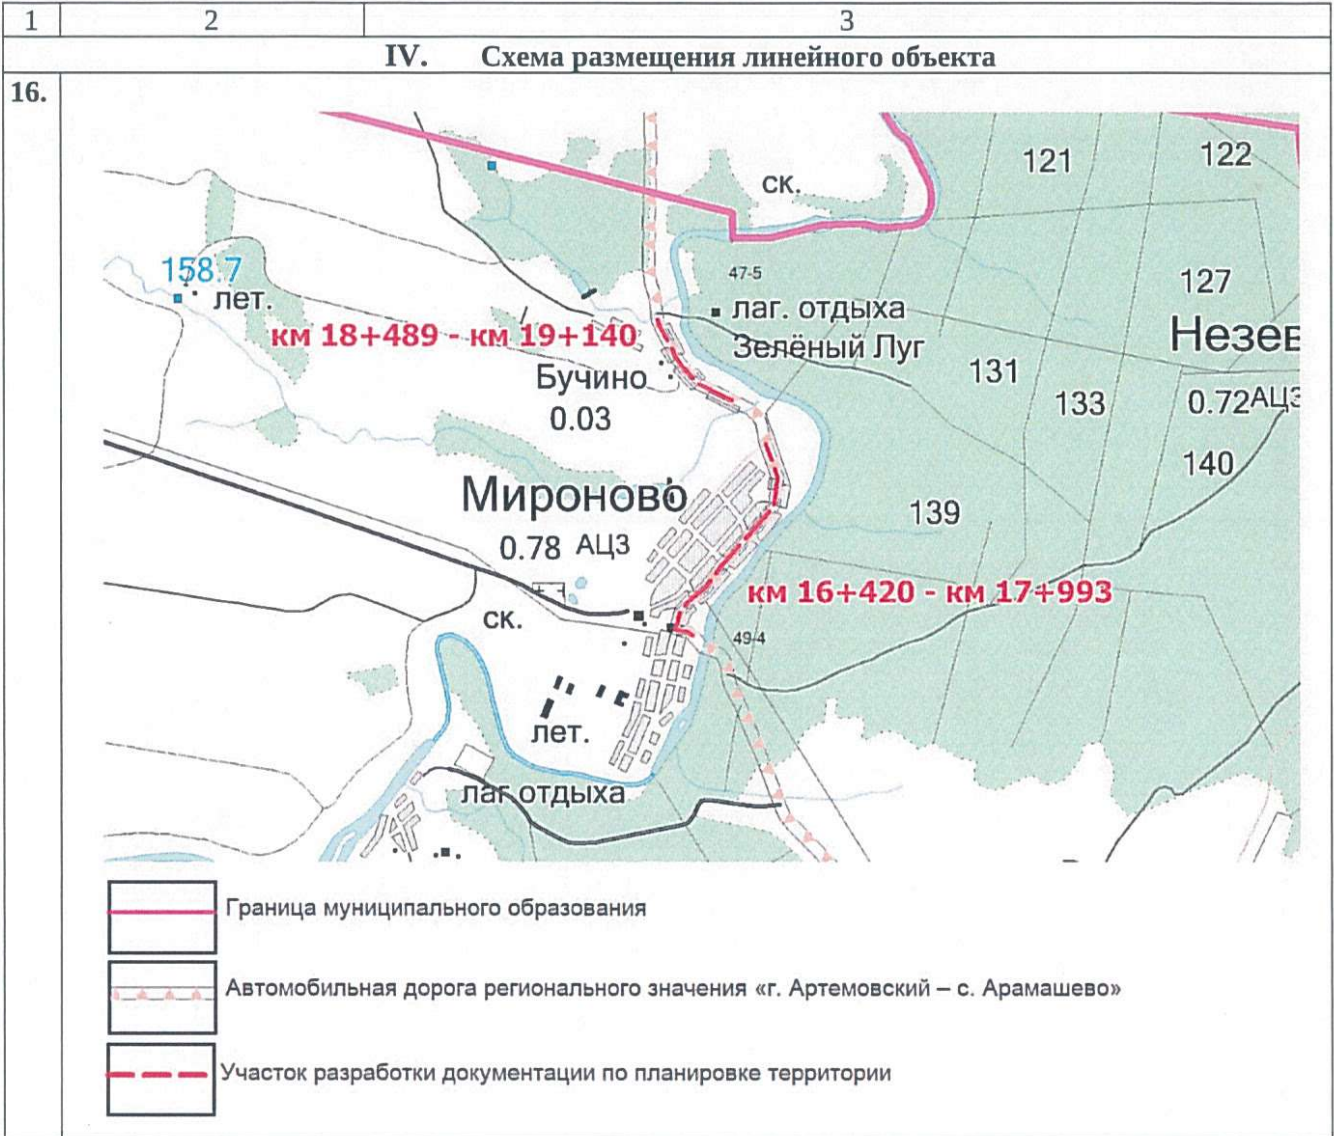 1 2 3
IV. Схема размещения линейного объекта
16.
121
122
ск.
47-5
158.7
лет.
127
лаг. отдыха
Зелёный Луг
км 18+489 - км 19+140
Незев
Бучино
0.03
131
133
0.72 АЦЗ
140
Мироново
0.78 АЦЗ
139
км 16+420 - км 17+993
ск.
49-4
лет.
лаг отдыха
Граница муниципального образования
Автомобильная дорога регионального значения «г. Артемовский – с. Арамашево»
Участок разработки документации по планировке территории